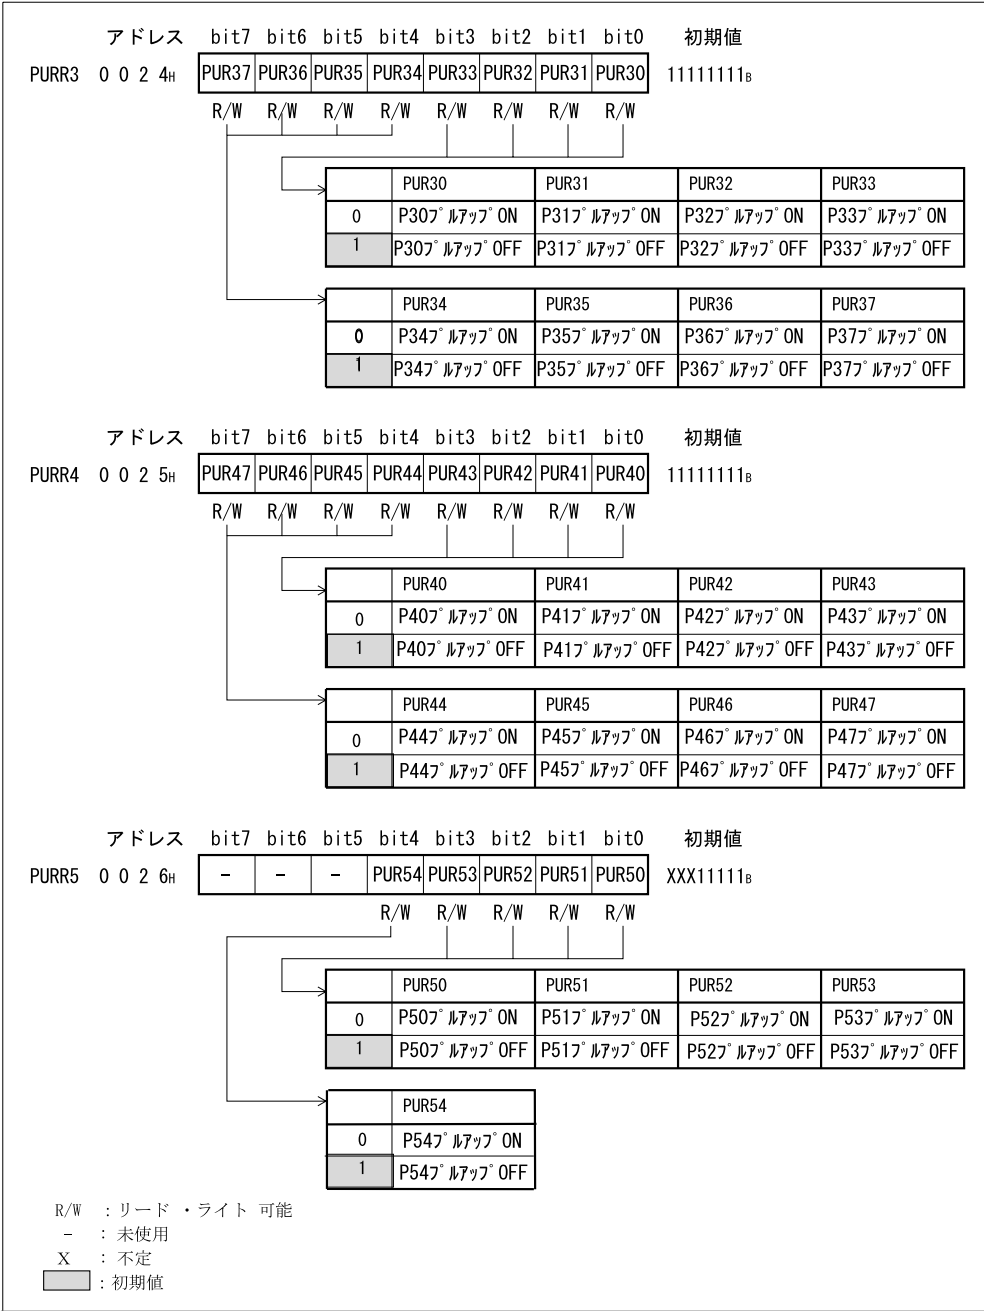 アドレス bit7 bit6 bit5 bit4 bit3 bit2 bit1 bit0 初期値
PURR3 0 0 2 4H PUR37 PUR36 PUR35 PUR34 PUR33 PUR32 PUR31 PUR30 11111111B
R/W R/W R/W R/W R/W R/W R/W R/W
PUR30 PUR31 PUR32 PUR33
0 P30プルアップON P31プルアップON P32プルアップON P33プルアップON
1 P30プルアップOFF P31プルアップOFF P32プルアップOFF P33プルアップOFF
PUR34 PUR35 PUR36 PUR37
0 P34プルアップON P35プルアップON P36プルアップON P37プルアップON
1 P34プルアップOFF P35プルアップOFF P36プルアップOFF P37プルアップOFF
アドレス bit7 bit6 bit5 bit4 bit3 bit2 bit1 bit0 初期値
PURR4 0 0 2 5H PUR47 PUR46 PUR45 PUR44 PUR43 PUR42 PUR41 PUR40 11111111B
R/W R/W R/W R/W R/W R/W R/W R/W
PUR40 PUR41 PUR42 PUR43
0 P40プルアップON P41プルアップON P42プルアップON P43プルアップON
1 P40プルアップOFF P41プルアップOFF P42プルアップOFF P43プルアップOFF
PUR44 PUR45 PUR46 PUR47
0 P44プルアップON P45プルアップON P46プルアップON P47プルアップON
1 P44プルアップOFF P45プルアップOFF P46プルアップOFF P47プルアップOFF
アドレス bit7 bit6 bit5 bit4 bit3 bit2 bit1 bit0 初期値
PURR5 0 0 2 6H - - - PUR54 PUR53 PUR52 PUR51 PUR50 XXX11111B
R/W R/W R/W R/W R/W
PUR50 PUR51 PUR52 PUR53
0 P50プルアップON P51プルアップON P52プルアップON P53プルアップON
1 P50プルアップOFF P51プルアップOFF P52プルアップOFF P53プルアップOFF
PUR54
0 P54プルアップON
1 P54プルアップOFF
R/W : リード ・ライト 可能
- : 未使用
X : 不定
: 初期値